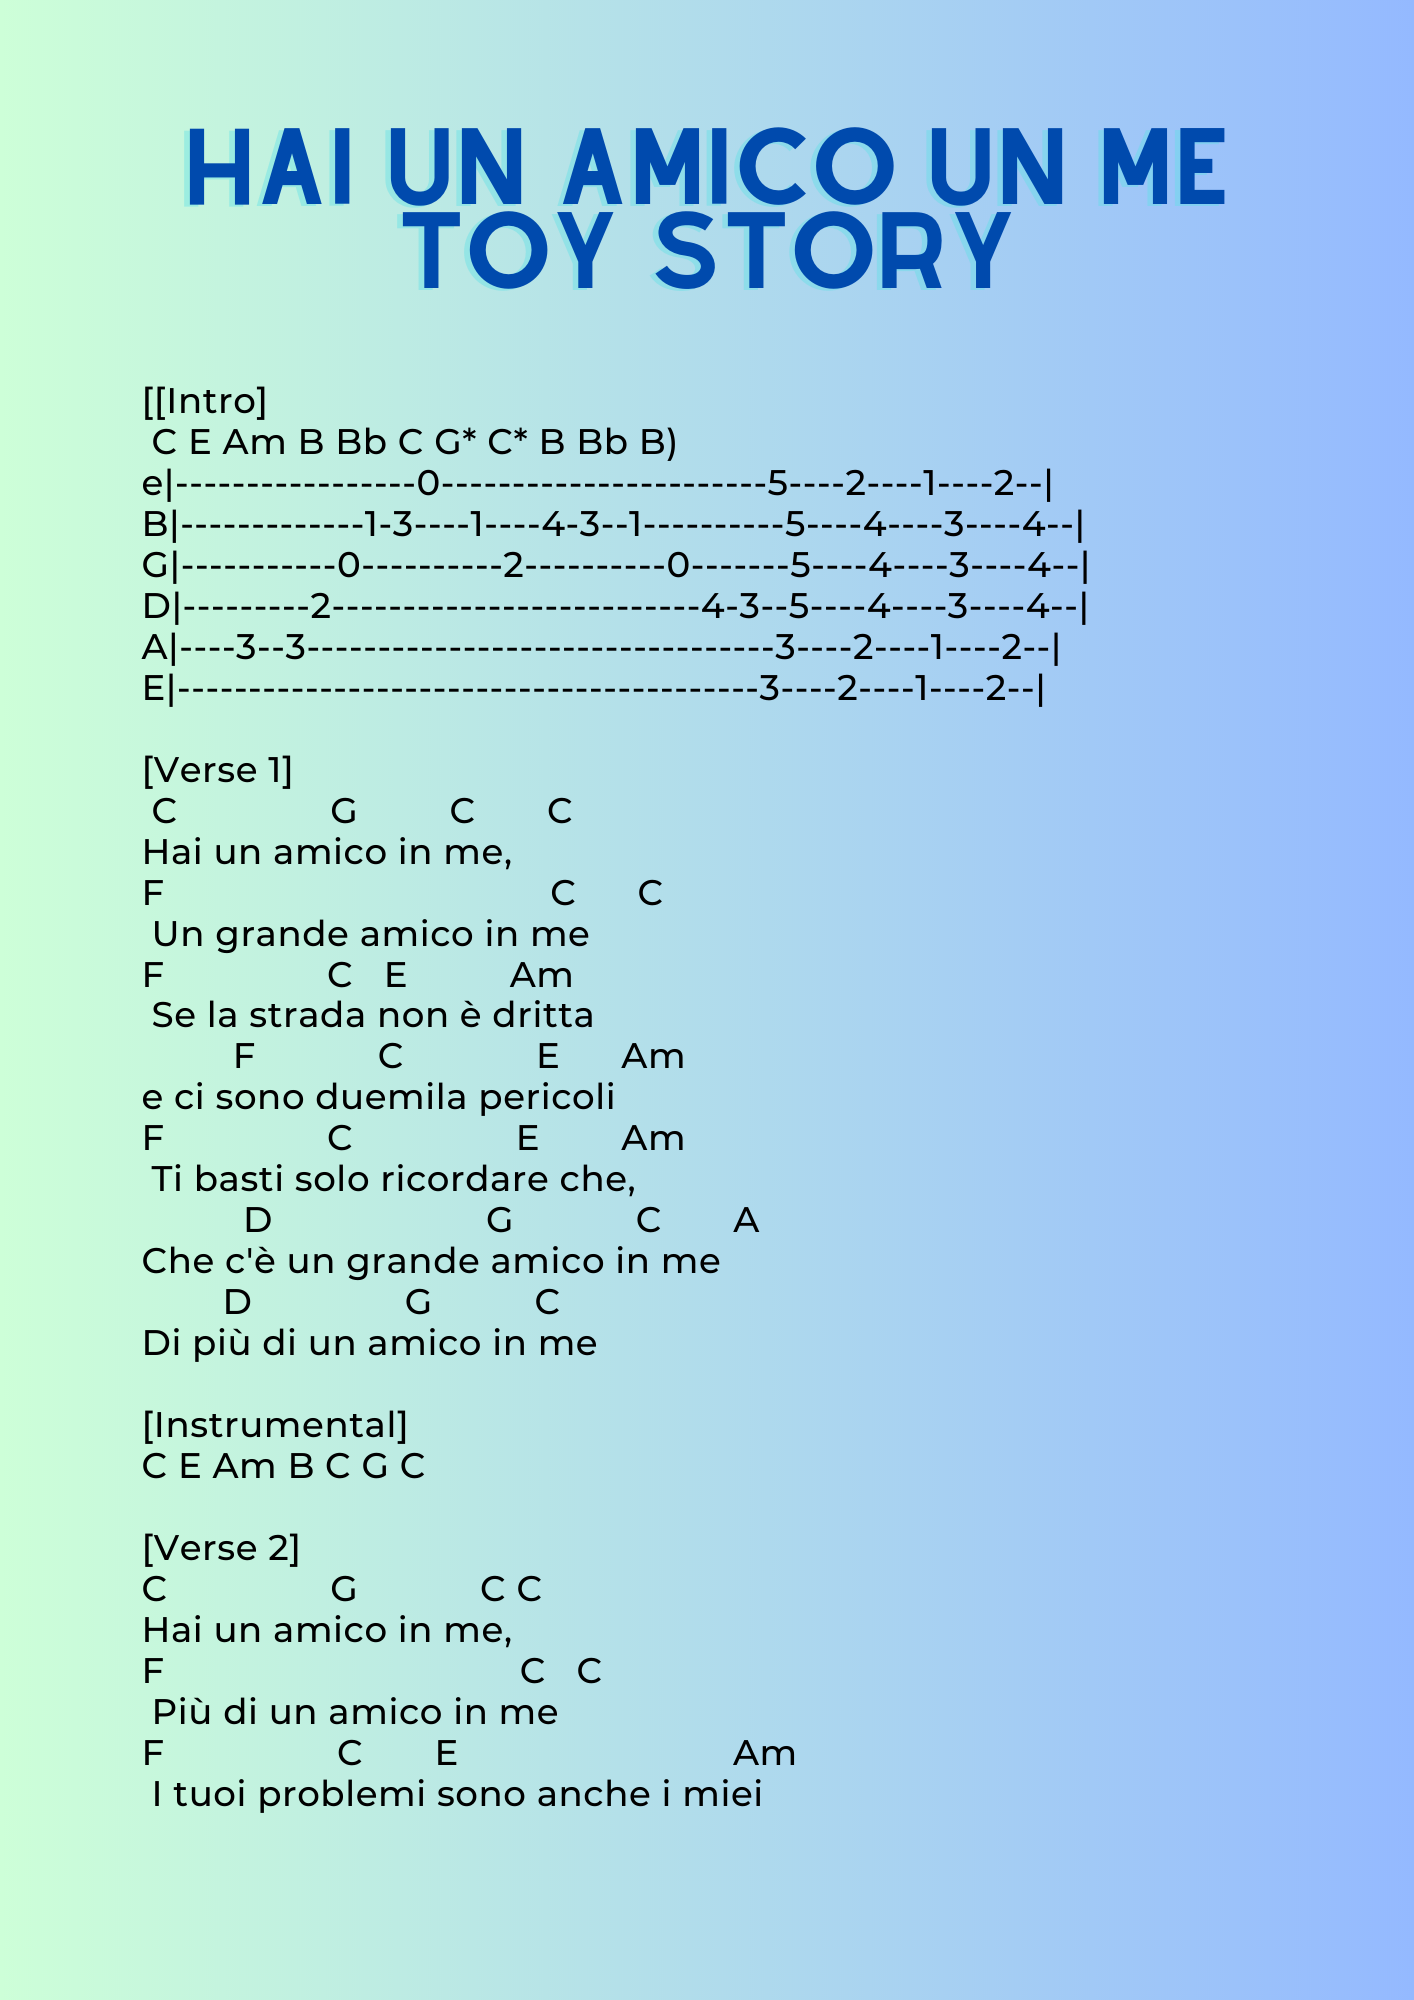 HAI UN AMICO UN ME
TOY STORY
[[Intro]
C E Am B Bb C G* C* B Bb B)
e|-----------------0-----------------------5----2----1----2--|
B|-------------1-3----1----4-3--1----------5----4----3----4--|
G|-----------0----------2----------0-------5----4----3----4--|
D|---------2--------------------------4-3--5----4----3----4--|
A|----3--3---------------------------------3----2----1----2--|
E|-----------------------------------------3----2----1----2--|
[Verse 1]
C G C C
Hai un amico in me,
F C C
Un grande amico in me
F C E Am
Se la strada non è dritta
F C E Am
e ci sono duemila pericoli
F C E Am
Ti basti solo ricordare che,
D G C A
Che c'è un grande amico in me
D G C
Di più di un amico in me
[Instrumental]
C E Am B C G C
[Verse 2]
C G C C
Hai un amico in me,
F C C
Più di un amico in me
F C E Am
I tuoi problemi sono anche i miei